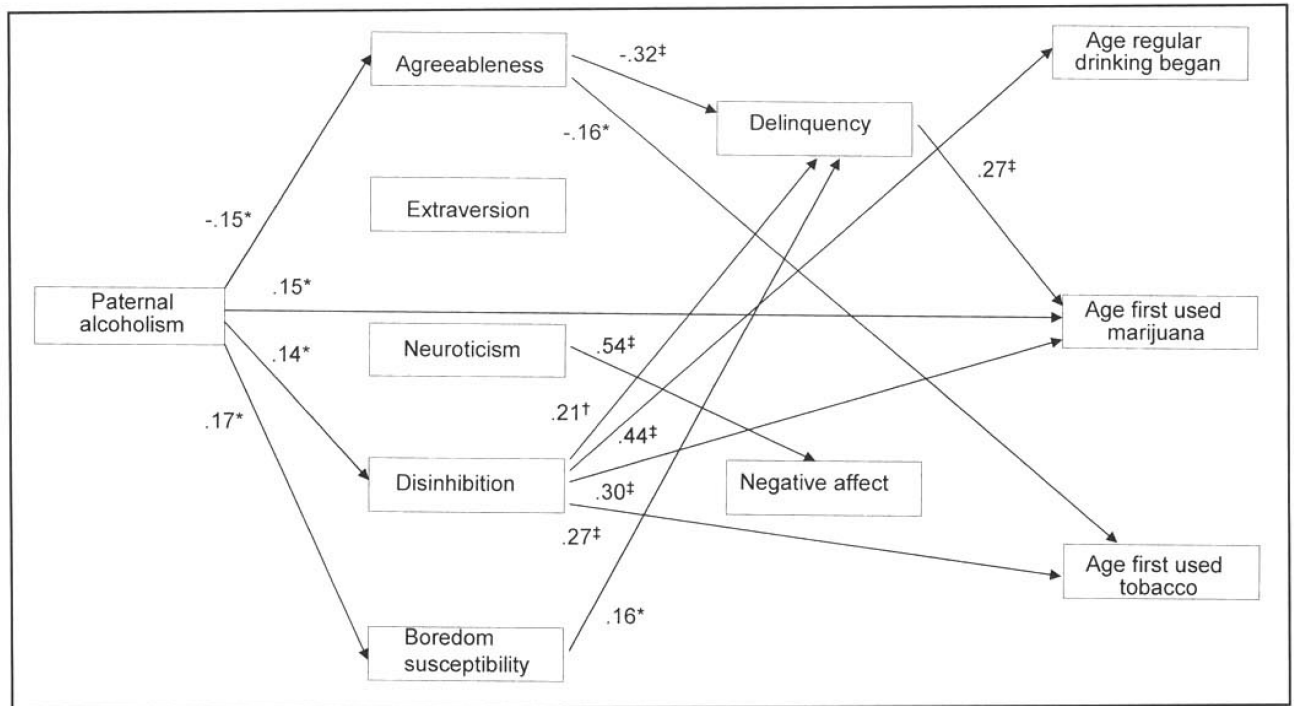 Agreeableness
-.32‡
Age regular
drinking began
-.16*
Delinquency
.27‡
Extraversion
-.15*
Paternal
alcoholism
.15*
Age first used
marijuana
Neuroticism
.54‡
.14*
.17*
.21†
.44‡
Disinhibition
.30‡
Negative affect
.27‡
Age first used
tobacco
.16*
Boredom
susceptibility